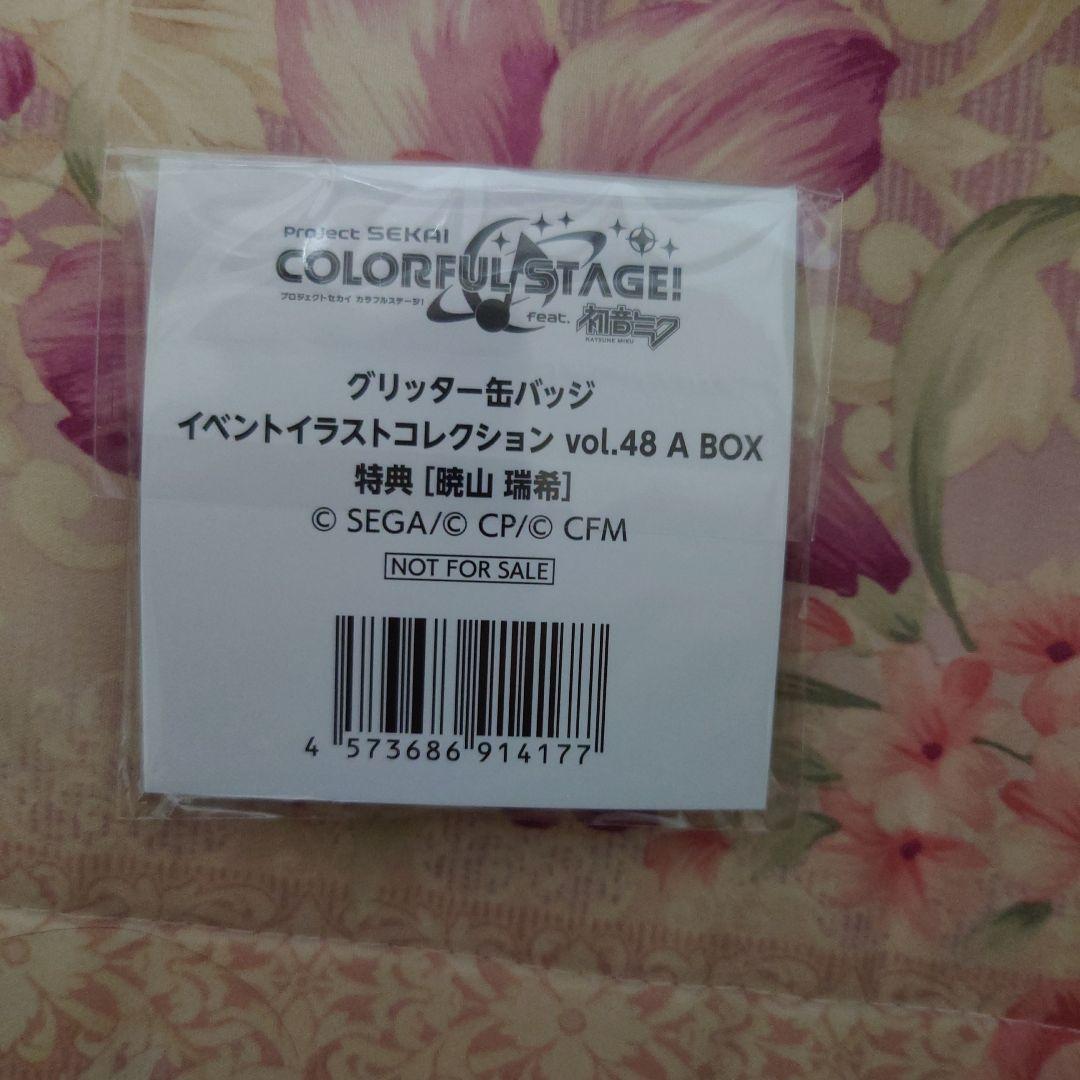 Project SEKAI
COLORFUL STAGE!
プロジェクトセカイ カラフルステージ!
feat. 初音ミク
HATSUNE MIKU
グリッター缶バッジ
イベントイラストコレクション vol.48 A BOX
特典 [暁山 瑞希]
© SEGA/© CP/© CFM
NOT FOR SALE
4 573686 914177